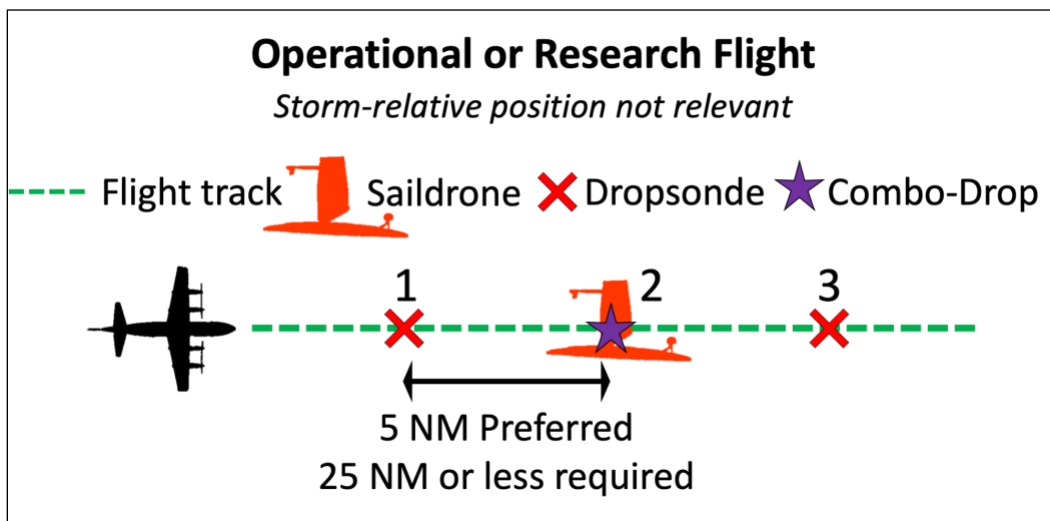 Operational or Research Flight
Storm-relative position not relevant
Flight track Saildrone Dropsonde Combo-Drop
1 2 3
5 NM Preferred
25 NM or less required